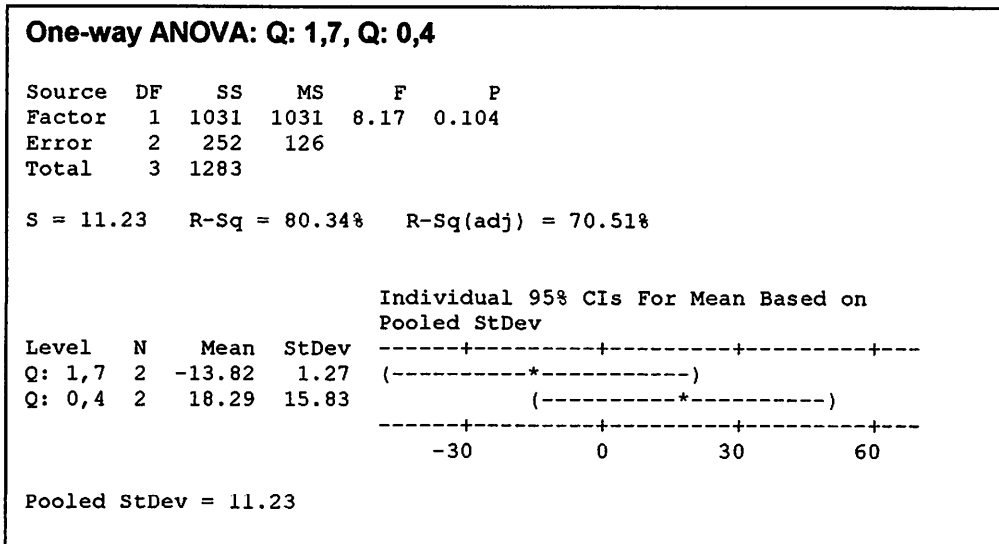 One-way ANOVA: Q: 1,7, Q: 0,4
Source  DF    SS    MS     F      P
Factor   1  1031  1031  8.17  0.104
Error    2   252   126
Total    3  1283
S = 11.23   R-Sq = 80.34%   R-Sq(adj) = 70.51%
Individual 95% CIs For Mean Based on
Pooled StDev
Level   N    Mean  StDev  ------+---------+---------+---------+---
Q: 1,7  2  -13.82   1.27  (----------*-----------)
Q: 0,4  2   18.29  15.83             (----------*----------)
------+---------+---------+---------+---
-30         0        30        60
Pooled StDev = 11.23